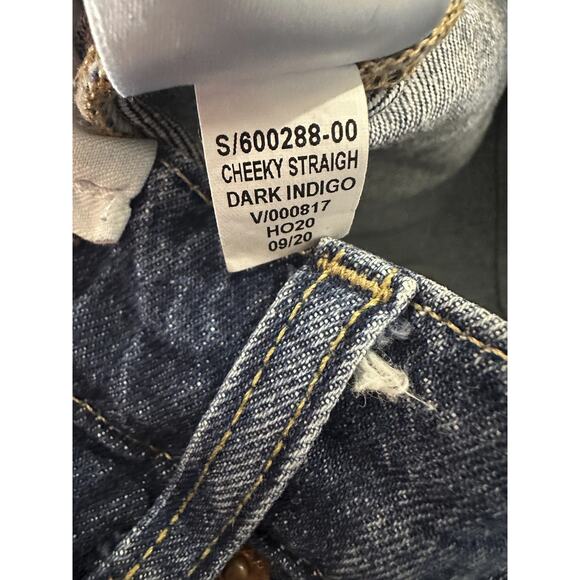 S/600288-00
CHEEKY STRAIGH
DARK INDIGO
V/000817
HO20
09/20